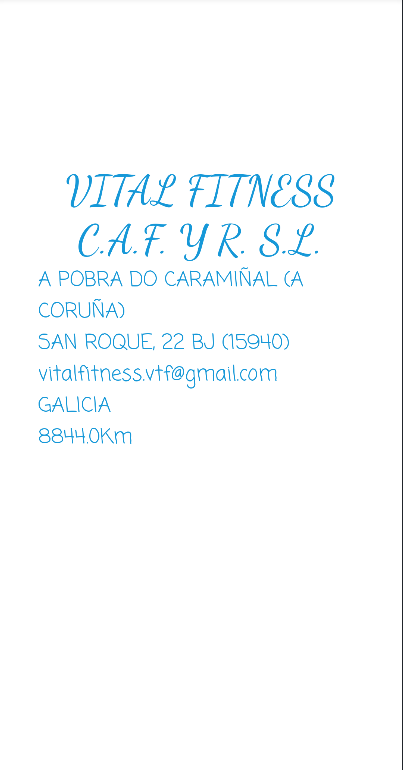 VITAL FITNESS
C.A.F. Y R. S.L.
A POBRA DO CARAMIÑAL (A
CORUÑA)
SAN ROQUE, 22 BJ (15940)
vitalfitness.vtf@gmail.com
GALICIA
8844.0Km